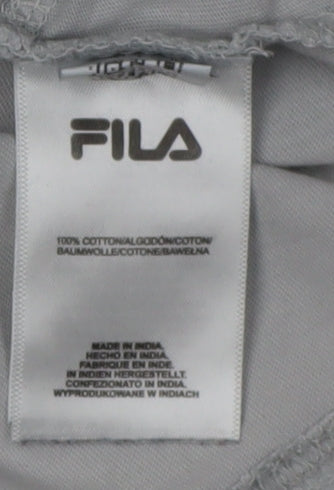 FILA
100% COTTON/ALGODÓN/COTON/
BAUMWOLLE/COTONE/BAWEŁNA
MADE IN INDIA.
HECHO EN INDIA.
FABRIQUE EN INDE.
IN INDIEN HERGESTELLT.
CONFEZIONATO IN INDIA.
WYPRODUKOWANE W INDIACH